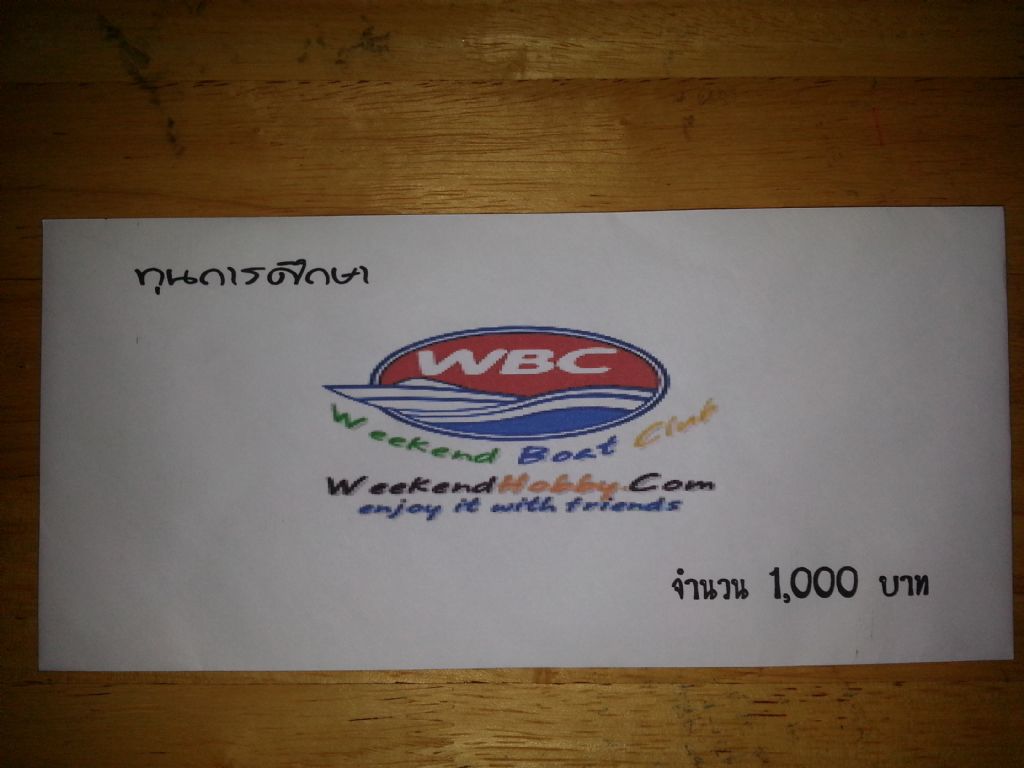 ทุนการศึกษา
WBC
Weekend Boat Club
WeekendHobby.Com
enjoy it with friends
จำนวน 1,000 บาท